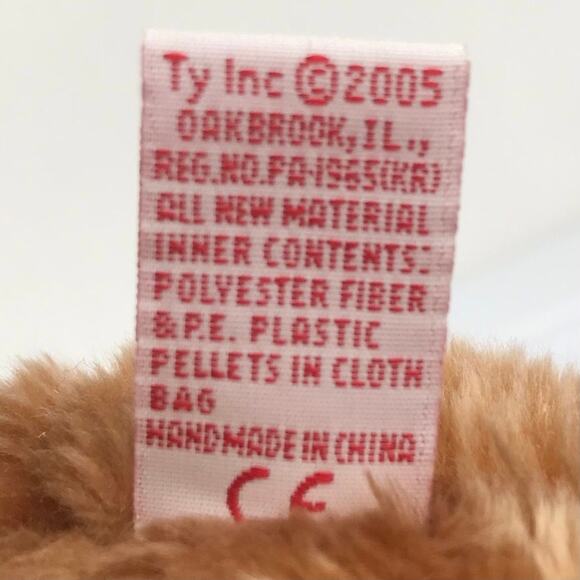 Ty Inc ©2005
OAKBROOK, IL.,
REG.NO.PA-1965(KR)
ALL NEW MATERIAL
INNER CONTENTS:
POLYESTER FIBER
& P.E. PLASTIC
PELLETS IN CLOTH
BAG
HANDMADE IN CHINA
CE